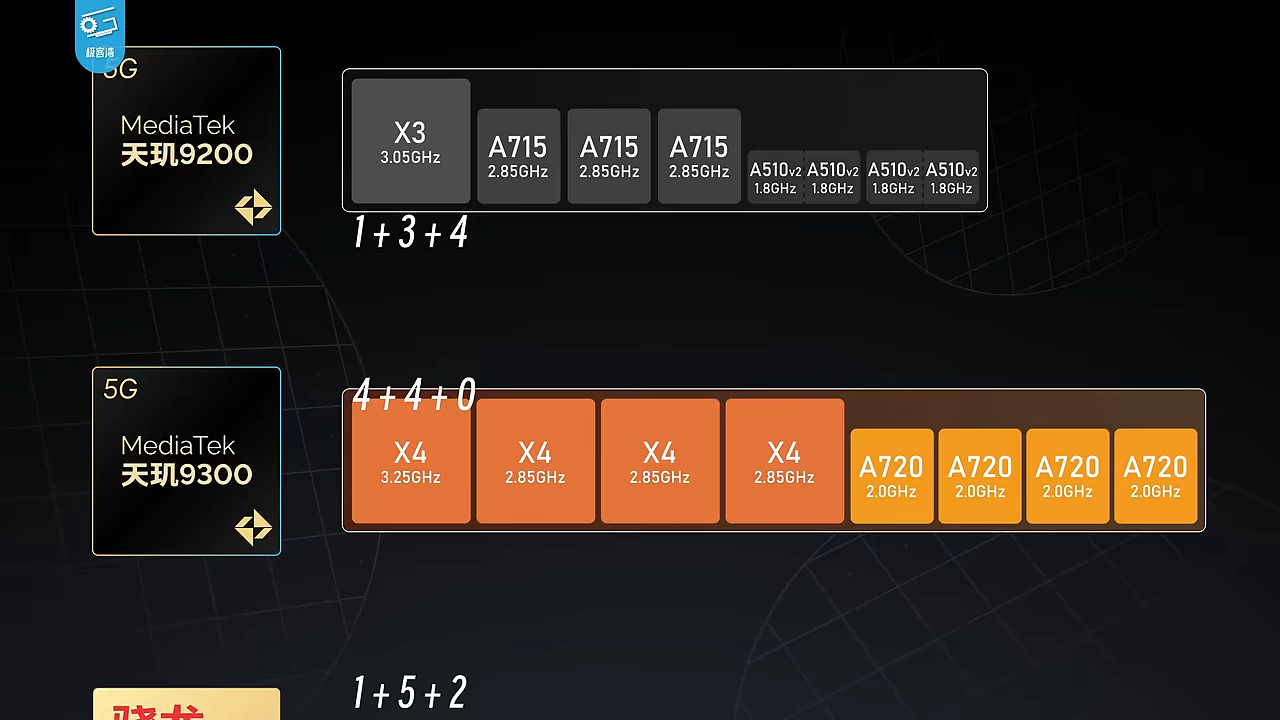 极客湾
5G
MediaTek
天玑9200
X3
3.05GHz
A715
2.85GHz
A715
2.85GHz
A715
2.85GHz
A510v2
1.8GHz
A510v2
1.8GHz
A510v2
1.8GHz
A510v2
1.8GHz
1+3+4
5G
MediaTek
天玑9300
4+4+0
X4
3.25GHz
X4
2.85GHz
X4
2.85GHz
X4
2.85GHz
A720
2.0GHz
A720
2.0GHz
A720
2.0GHz
A720
2.0GHz
1+5+2
骁龙